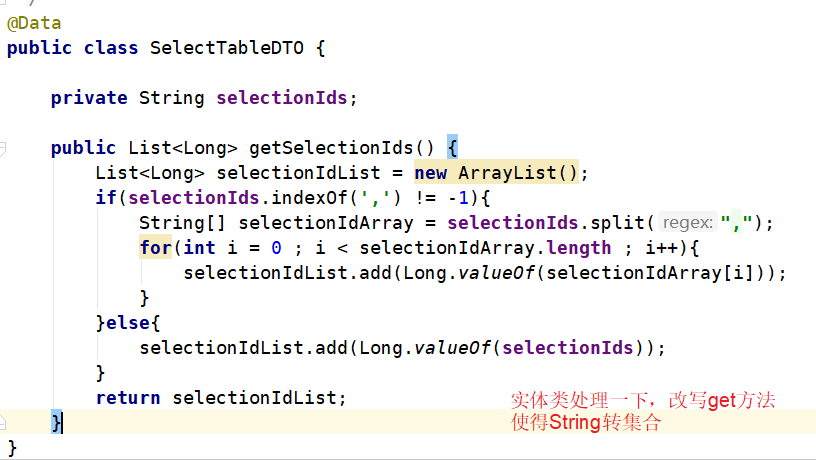 @Data
public class SelectTableDTO {
private String selectionIds;
public List<Long> getSelectionIds() {
List<Long> selectionIdList = new ArrayList();
if(selectionIds.indexOf(',') != -1){
String[] selectionIdArray = selectionIds.split( regex: ",");
for(int i = 0 ; i < selectionIdArray.length ; i++){
selectionIdList.add(Long.valueOf(selectionIdArray[i]));
}
}else{
selectionIdList.add(Long.valueOf(selectionIds));
}
return selectionIdList;
实体类处理一下，改写get方法
使得String转集合
}
}